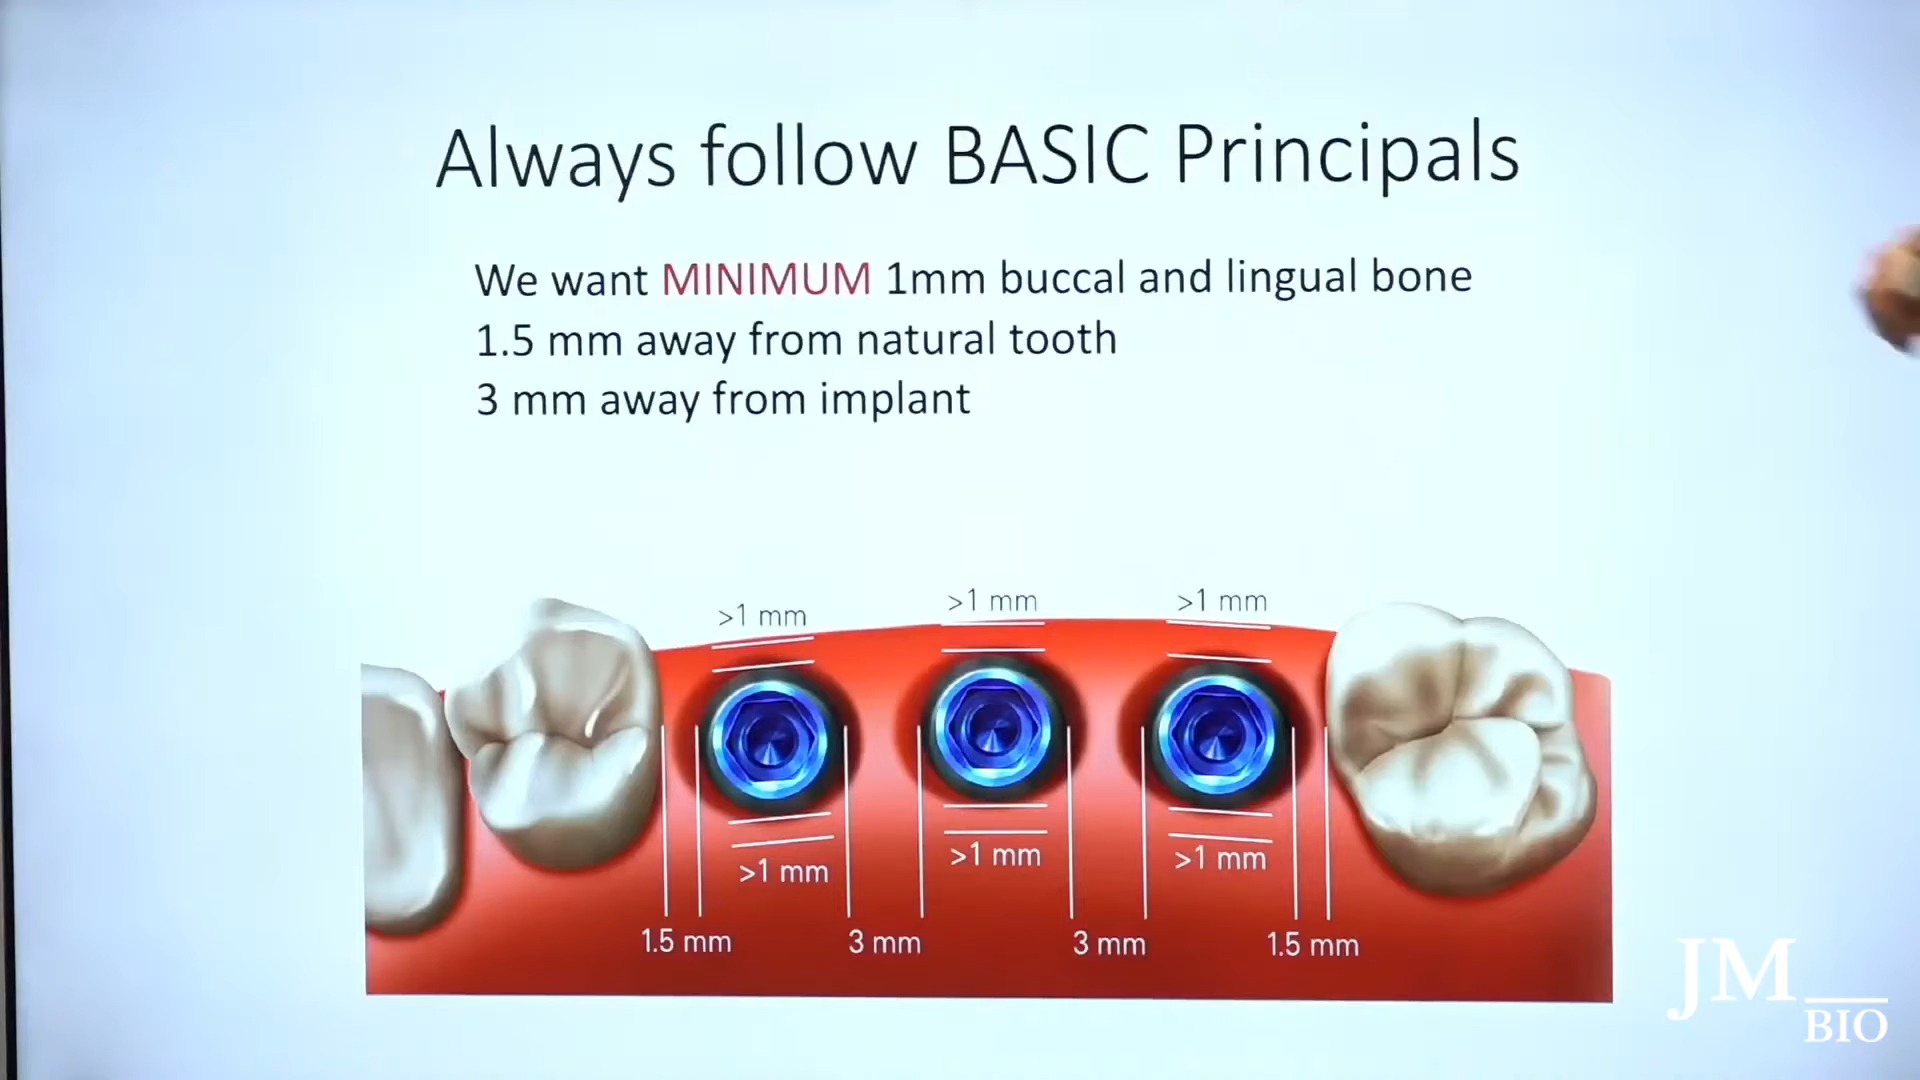 Always follow BASIC Principals
We want MINIMUM 1mm buccal and lingual bone
1.5 mm away from natural tooth
3 mm away from implant
>1 mm >1 mm >1 mm
>1 mm >1 mm >1 mm
1.5 mm 3 mm 3 mm 1.5 mm
JM
BIO